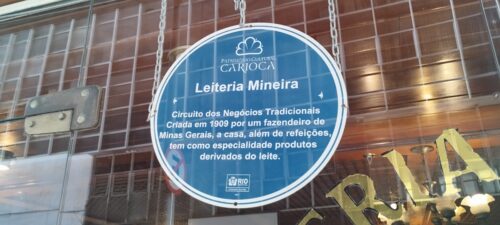 PATRIMÔNIO CULTURAL
CARIOCA
Leiteria Mineira
Circuito dos Negócios Tradicionais
Criada em 1909 por um fazendeiro de
Minas Gerais, a casa, além de refeições,
tem como especialidade produtos
derivados do leite.
RIO
ERIA